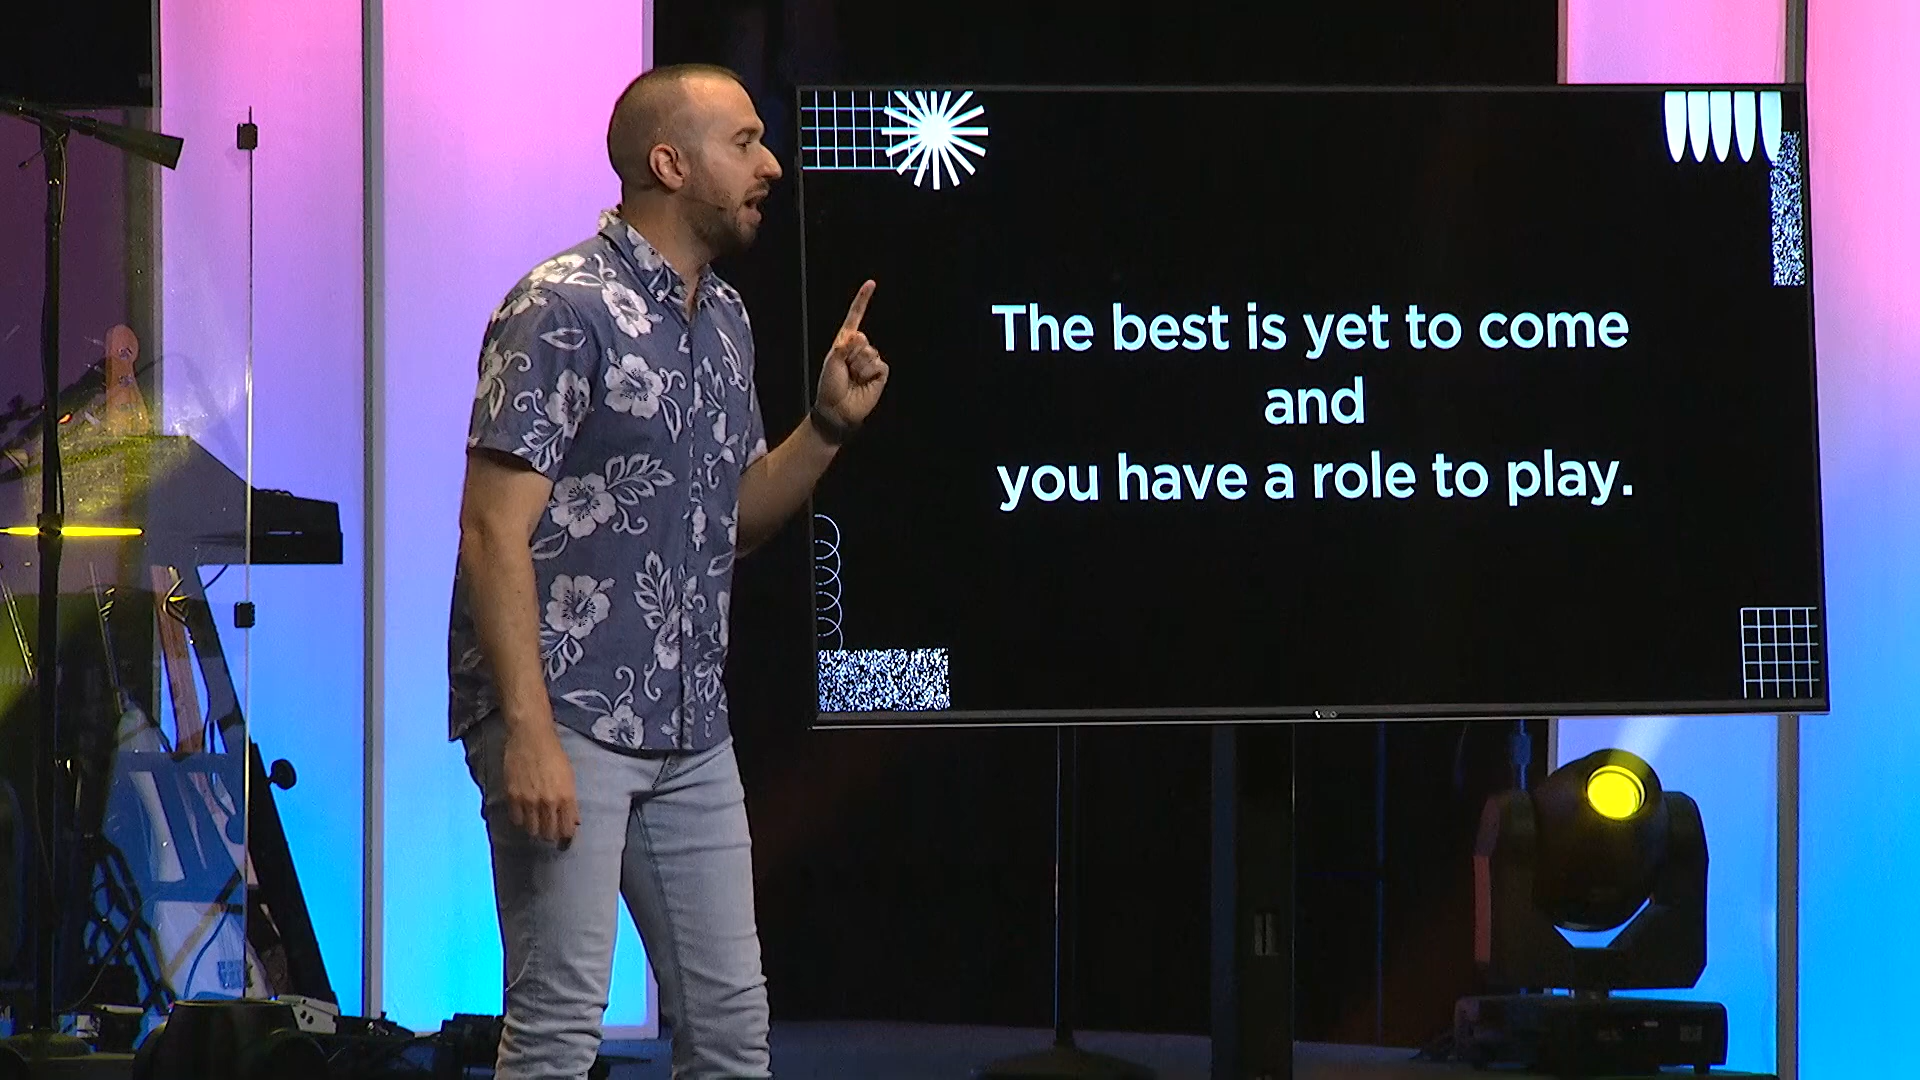 The best is yet to come
and
you have a role to play.